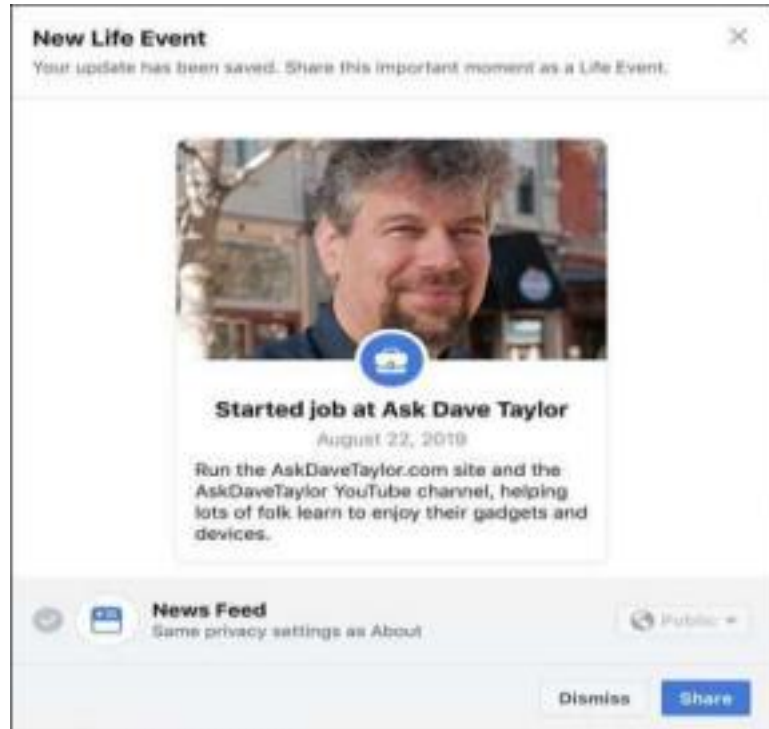 New Life Event
Your update has been saved. Share this important moment as a Life Event.
Started job at Ask Dave Taylor
August 22, 2019
Run the AskDaveTaylor.com site and the
AskDaveTaylor YouTube channel, helping
lots of folk learn to enjoy their gadgets and
devices.
News Feed
Same privacy settings as About
Public
Dismiss
Share